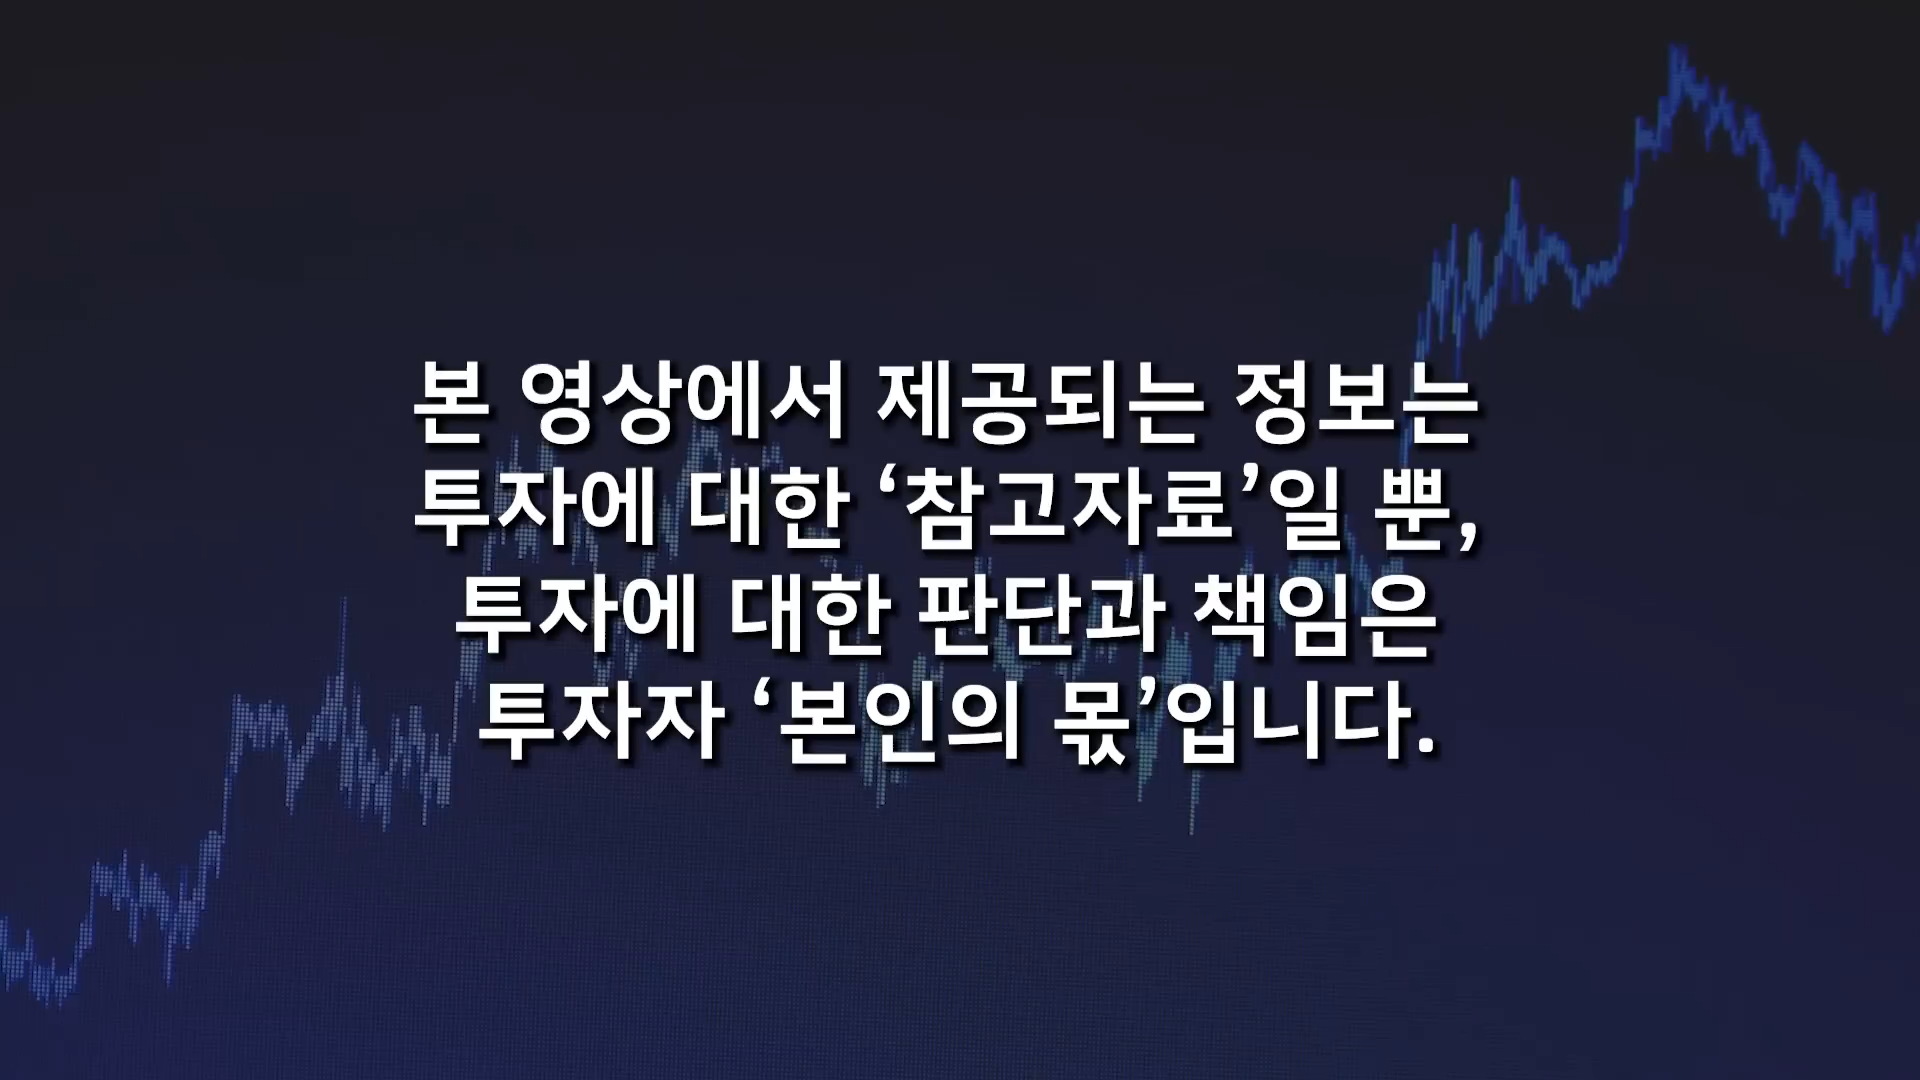 본 영상에서 제공되는 정보는
투자에 대한 ‘참고자료’일 뿐,
투자에 대한 판단과 책임은
투자자 ‘본인의 몫’입니다.